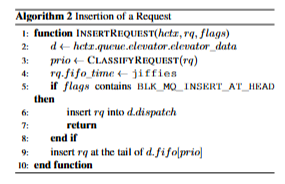 Algorithm 2 Insertion of a Request
1: function INSERTREQUEST(hctx, rq, flags)
2: d ← hctx.queue.elevator.elevator_data
3: prio ← CLASSIFYREQUEST(rq)
4: rq.fifo_time ← jiffies
5: if flags contains BLK_MQ_INSERT_AT_HEAD
then
6: insert rq into d.dispatch
7: return
8: end if
9: insert rq at the tail of d.fifo[prio]
10: end function